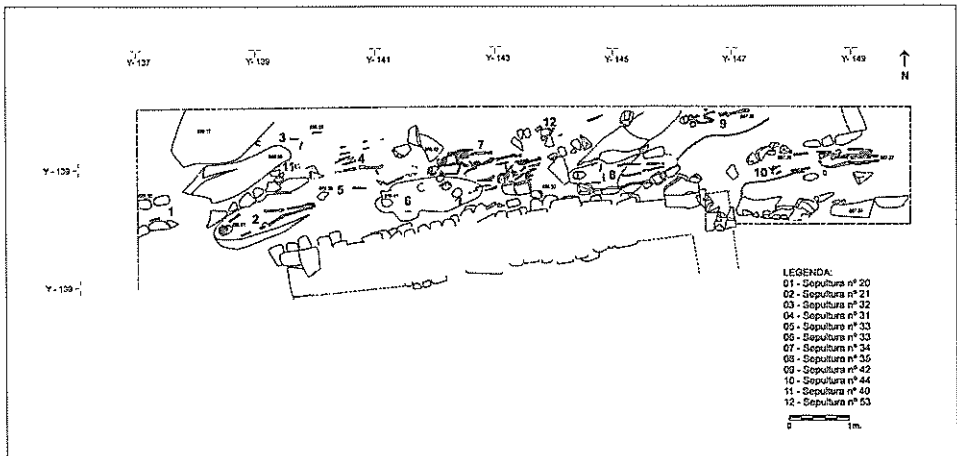 Y-137 Y-139 Y-141 Y-143 Y-145 Y-147 Y-149
N
12
9
3
7
4
Y-139
11
5
8
10
1
6
2
Y-139
LEGENDA:
01 - Sepultura nº 20
02 - Sepultura nº 21
03 - Sepultura nº 32
04 - Sepultura nº 31
05 - Sepultura nº 33
06 - Sepultura nº 33
07 - Sepultura nº 34
08 - Sepultura nº 35
09 - Sepultura nº 42
10 - Sepultura nº 44
11 - Sepultura nº 40
12 - Sepultura nº 53
0 1m.